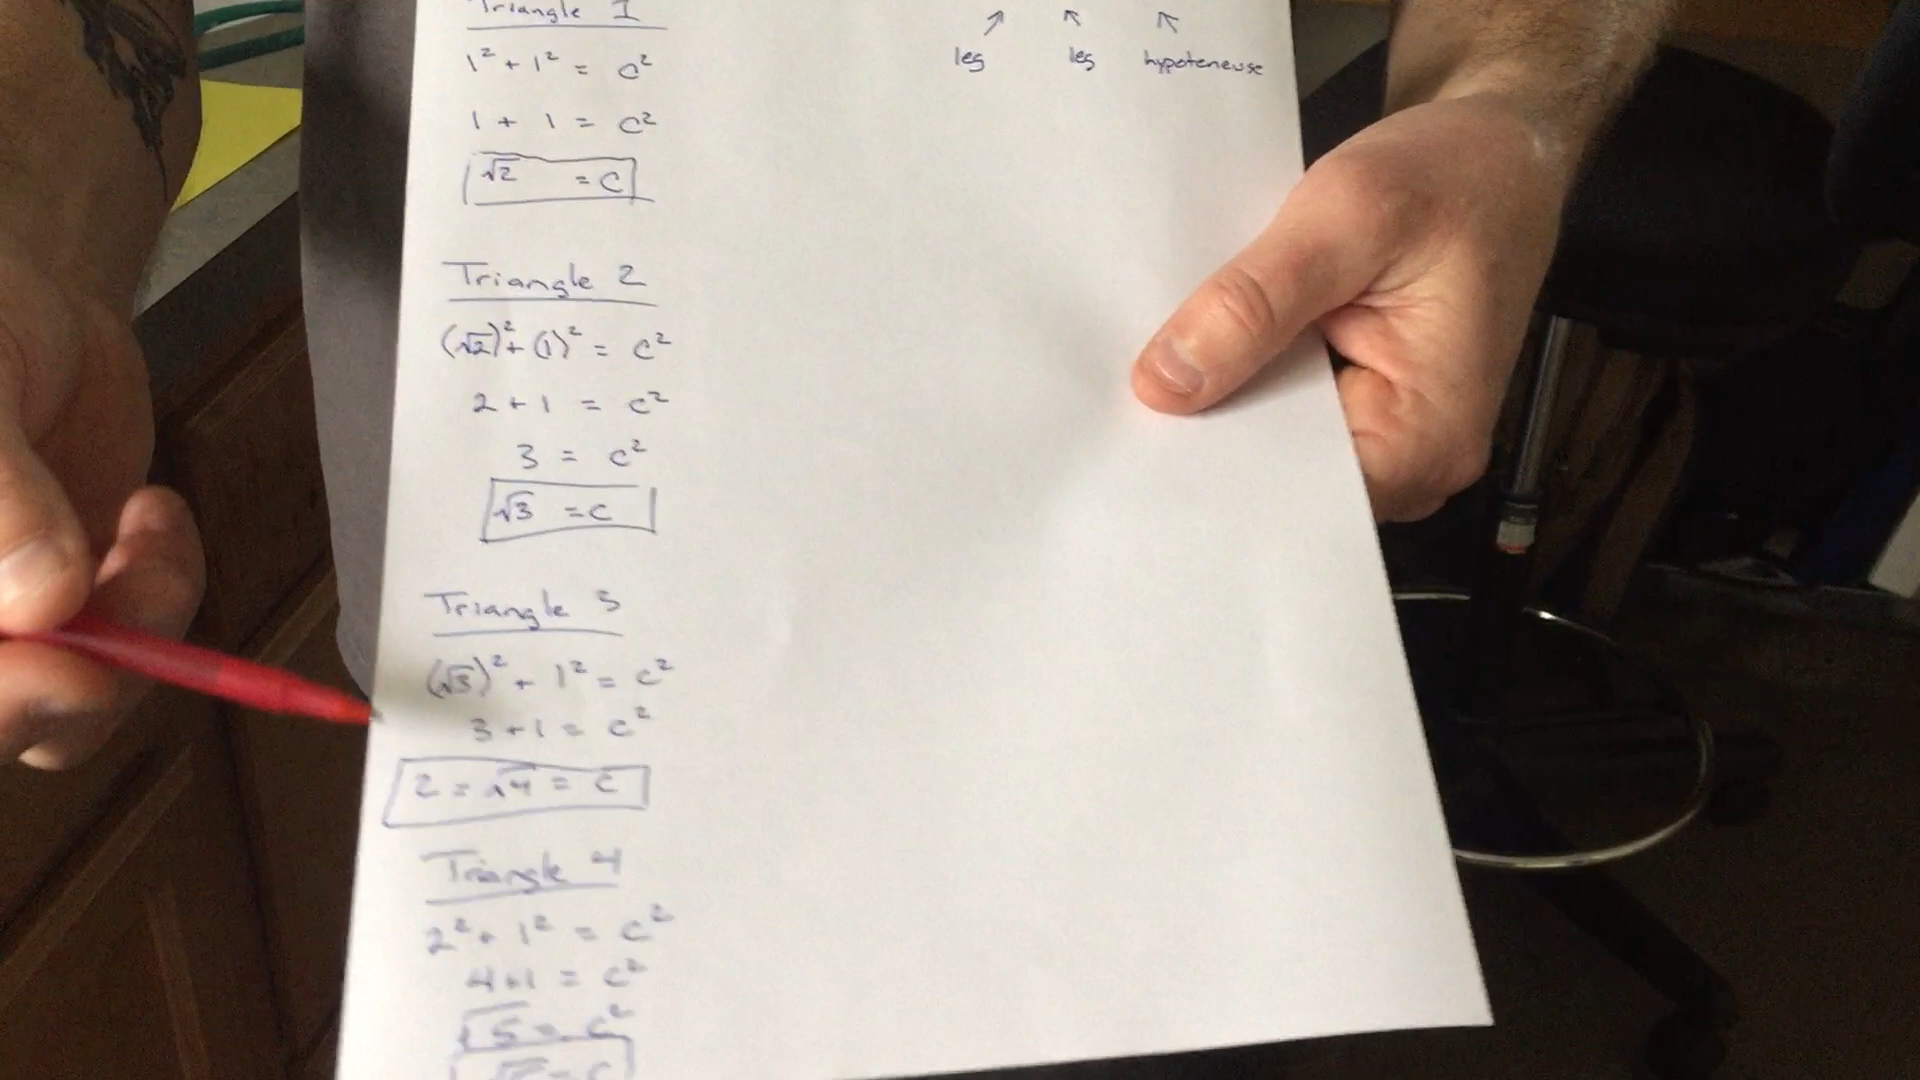 Triangle 1
leg leg hypoteneuse
1² + 1² = c²
1 + 1 = c²
√2 = c
Triangle 2
(√2)² + (1)² = c²
2 + 1 = c²
3 = c²
√3 = c
Triangle 3
(√3)² + 1² = c²
3 + 1 = c²
2 = √4 = c
Triangle 4
2² + 1² = c²
4 + 1 = c²
√5 = c²
= c